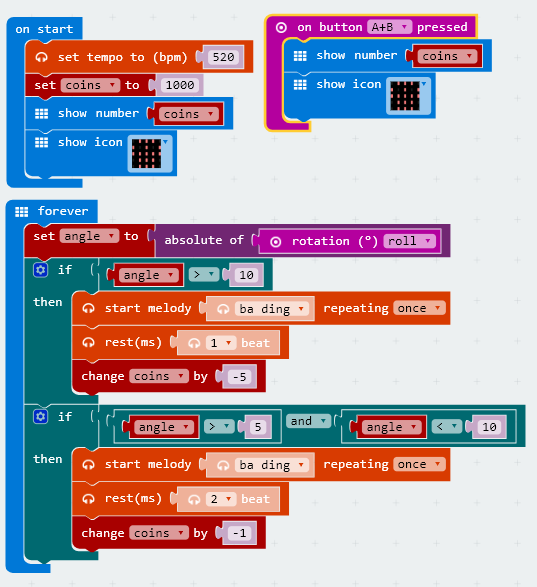 on start
set tempo to (bpm) 520
set coins to 1000
show number coins
show icon
on button A+B pressed
show number coins
show icon
forever
set angle to absolute of rotation (°) roll
if angle > 10
then
start melody ba ding repeating once
rest(ms) 1 beat
change coins by -5
if angle > 5 and angle < 10
then
start melody ba ding repeating once
rest(ms) 2 beat
change coins by -1